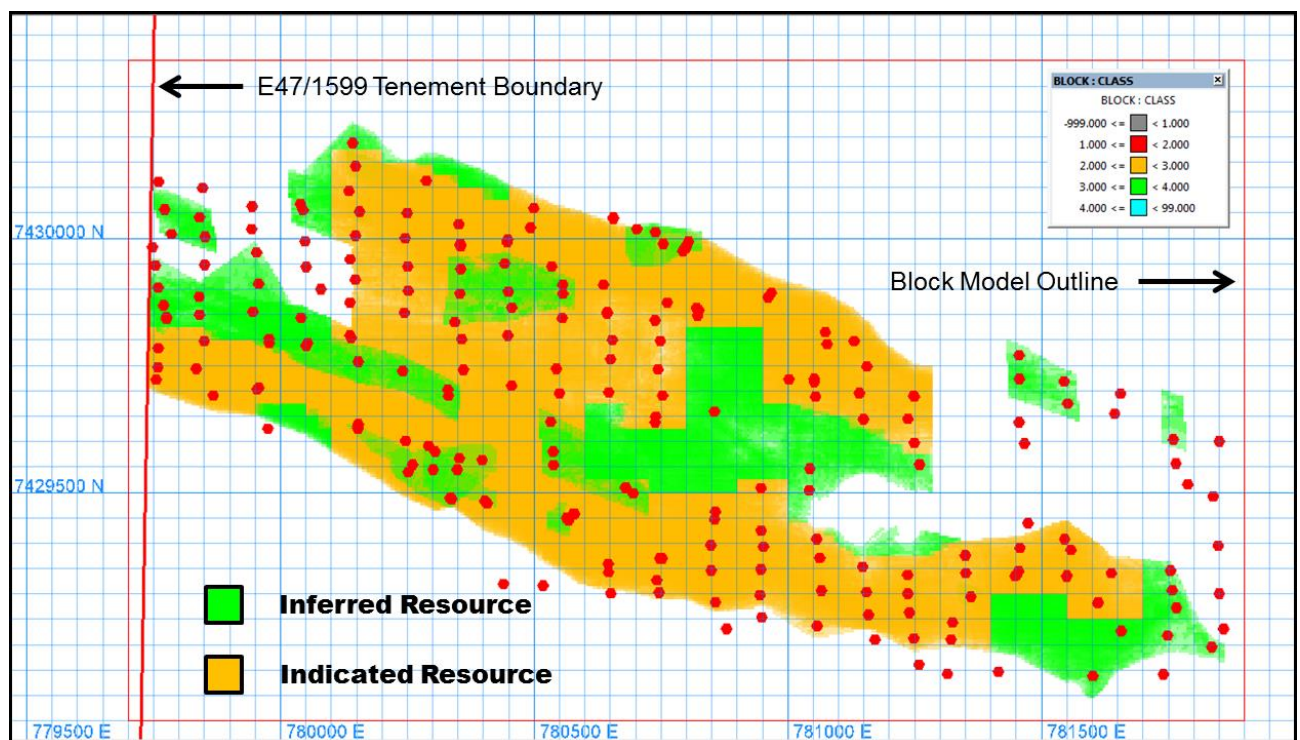 E47/1599 Tenement Boundary
BLOCK : CLASS
BLOCK : CLASS
-999.000 <= < 1.000
1.000 <= < 2.000
2.000 <= < 3.000
3.000 <= < 4.000
4.000 <= < 99.000
7430000 N
Block Model Outline
7429500 N
Inferred Resource
Indicated Resource
779500 E
780000 E
780500 E
781000 E
781500 E